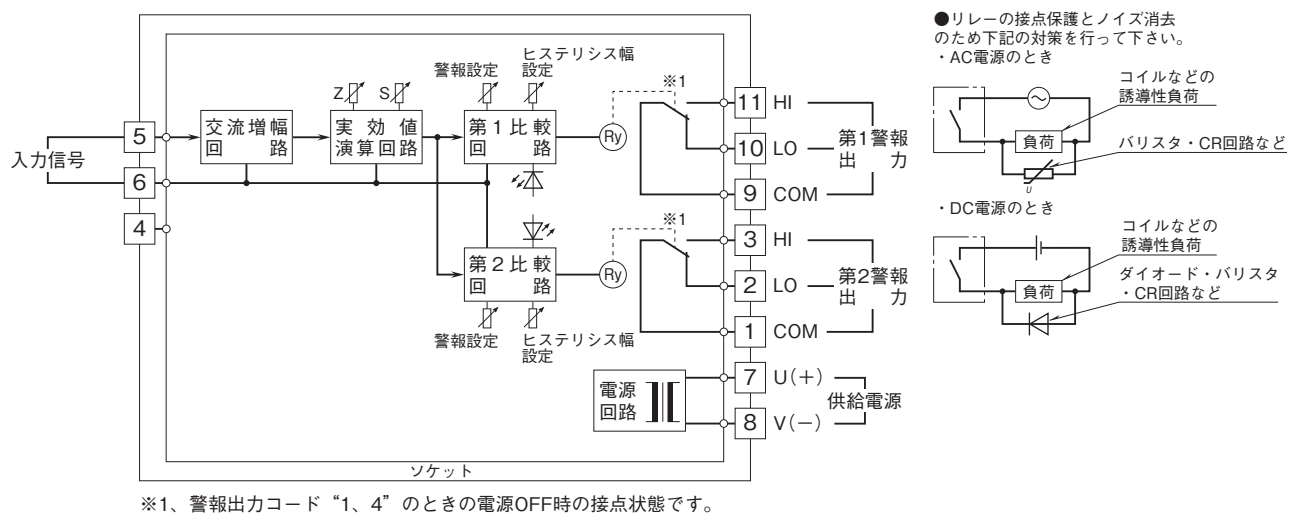 入力信号
5
6
4
交流増幅
回　　路
Z
S
実効値
演算回路
警報設定
ヒステリシス幅
設定
第1比較
回　　路
Ry
※1
第2比較
回　　路
警報設定
ヒステリシス幅
設定
Ry
※1
11 HI
10 LO
9 COM
第1警報
出　　力
3 HI
2 LO
1 COM
第2警報
出　　力
電源
回路
7 U(+)
8 V(−)
供給電源
ソケット
※1、警報出力コード“1、4”のときの電源OFF時の接点状態です。
●リレーの接点保護とノイズ消去
のため下記の対策を行って下さい。
・AC電源のとき
コイルなどの
誘導性負荷
負荷
バリスタ・CR回路など
U
・DC電源のとき
コイルなどの
誘導性負荷
負荷
ダイオード・バリスタ
・CR回路など